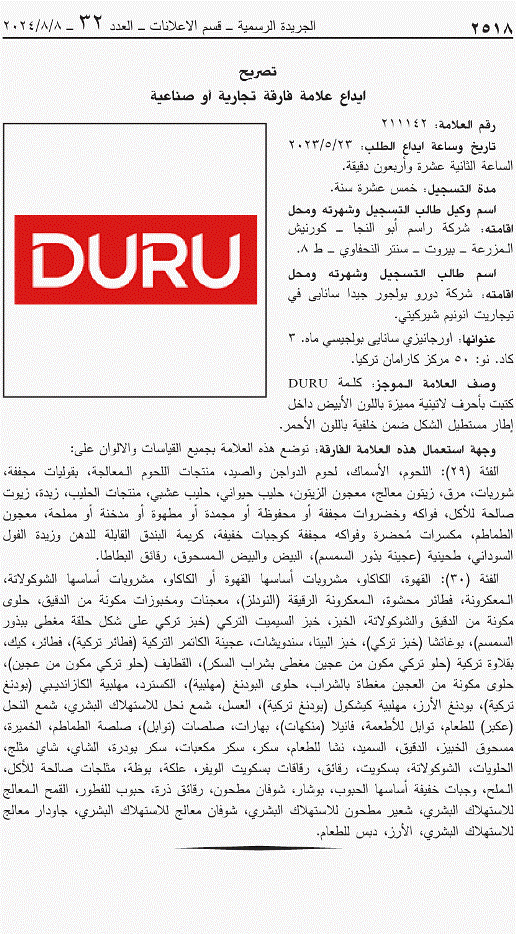 ٢٥١٨
الجريدة الرسمية ــ قسم الاعلانات ــ العدد ٣٢ ــ ٢٠٢٤/٨/٨
تصريح
ايداع علامة فارقة تجارية أو صناعية
DURU
رقم العلامة: ٢١١١٤٢
تاريخ وساعة ايداع الطلب: ٢٠٢٣/٥/٢٣
الساعة الثانية عشرة وأربعون دقيقة.
مدة التسجيل: خمس عشرة سنة.
اسم وكيل طالب التسجيل وشهرته ومحل
اقامته: شركة راسم أبو النجا ــ كورنيش
المزرعة ــ بيروت ــ سنتر النحفاوي ــ ط ٨.
اسم طالب التسجيل وشهرته ومحل
اقامته: شركة دورو بولجور جيدا سانايى في
تيجاريت انونيم شيركيتي.
عنوانها: اورجانيزي سانايى بولجيسي ماه. ٣
كاد. نو: ٥٠ مركز كارامان تركيا.
وصف العلامة الموجز: كلمة DURU
كتبت بأحرف لاتينية مميزة باللون الأبيض داخل
إطار مستطيل الشكل ضمن خلفية باللون الأحمر.
وجهة استعمال هذه العلامة الفارقة: توضع هذه العلامة بجميع القياسات والالوان على:
الفئة (٢٩): اللحوم، الأسماك، لحوم الدواجن والصيد، منتجات اللحوم المعالجة، بقوليات مجففة،
شوربات، مرق، زيتون معالج، معجون الزيتون، حليب حيواني، حليب عشبي، منتجات الحليب، زبدة، زيوت
صالحة للأكل، فواكه وخضروات مجففة أو محفوظة أو مجمدة أو مطهوة أو مدخنة أو مملحة، معجون
الطماطم، مكسرات مُحضرة وفواكه مجففة كوجبات خفيفة، كريمة البندق القابلة للدهن وزبدة الفول
السوداني، طحينية (عجينة بذور السمسم)، البيض والبيض المسحوق، رقائق البطاطا.
الفئة (٣٠): القهوة، الكاكاو، مشروبات أساسها القهوة أو الكاكاو، مشروبات أساسها الشوكولاتة،
المعكرونة، فطائر محشوة، المعكرونة الرقيقة (النودلز)، معجنات ومخبوزات مكونة من الدقيق، حلوى
مكونة من الدقيق والشوكولاتة، الخبز، خبز السيميت التركي (خبز تركي على شكل حلقة مغطى ببذور
السمسم)، بوغاتشا (خبز تركي)، خبز البيتا، سندويشات، عجينة الكاتمر التركية (فطائر تركية)، فطائر، كيك،
بقلاوة تركية (حلو تركي مكون من عجين مغطى بشراب السكر)، القطايف (حلو تركي مكون من عجين)،
حلوى مكونة من العجين مغطاة بالشراب، حلوى البودنغ (مهلبية)، الكسترد، مهلبية الكازانديبي (بودنغ
تركية)، بودنغ الأرز، مهلبية كيشكول (بودنغ تركية)، العسل، شمع نحل للاستهلاك البشري، شمع النحل
(عكبر) للطعام، توابل للأطعمة، فانيلا (منكهات)، بهارات، صلصات (توابل)، صلصة الطماطم، الخميرة،
مسحوق الخبيز، الدقيق، السميد، نشا للطعام، سكر، سكر مكعبات، سكر بودرة، الشاي، شاي مثلج،
الحلويات، الشوكولاتة، بسكويت، رقائق، رقاقات بسكويت الويفر، علكة، بوظة، مثلجات صالحة للأكل،
الملح، وجبات خفيفة أساسها الحبوب، بوشار، شوفان مطحون، رقائق ذرة، حبوب للفطور، القمح المعالج
للاستهلاك البشري، شعير مطحون للاستهلاك البشري، شوفان معالج للاستهلاك البشري، جاودار معالج
للاستهلاك البشري، الأرز، دبس للطعام.